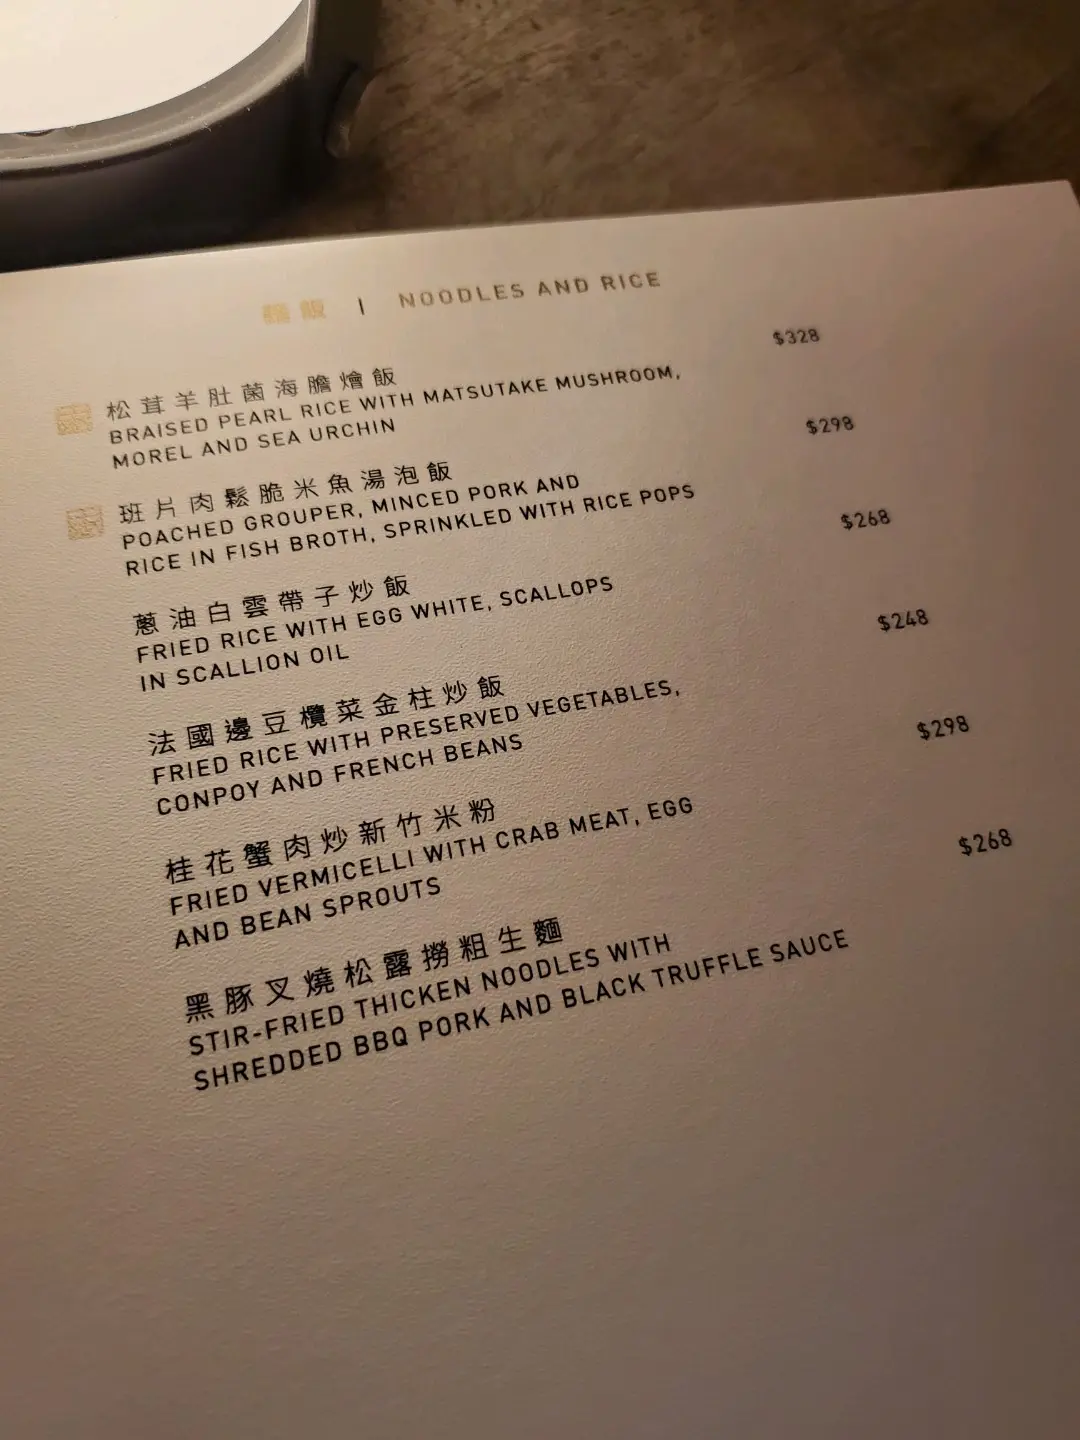 麵飯 | NOODLES AND RICE
松茸羊肚菌海膽燴飯 $328
BRAISED PEARL RICE WITH MATSUTAKE MUSHROOM,
MOREL AND SEA URCHIN
班片肉鬆脆米魚湯泡飯 $298
POACHED GROUPER, MINCED PORK AND
RICE IN FISH BROTH, SPRINKLED WITH RICE POPS
蔥油白雲帶子炒飯 $268
FRIED RICE WITH EGG WHITE, SCALLOPS
IN SCALLION OIL
法國邊豆欖菜金柱炒飯 $248
FRIED RICE WITH PRESERVED VEGETABLES,
CONPOY AND FRENCH BEANS
桂花蟹肉炒新竹米粉 $298
FRIED VERMICELLI WITH CRAB MEAT, EGG
AND BEAN SPROUTS
黑豚叉燒松露撈粗生麵 $268
STIR-FRIED THICKEN NOODLES WITH
SHREDDED BBQ PORK AND BLACK TRUFFLE SAUCE